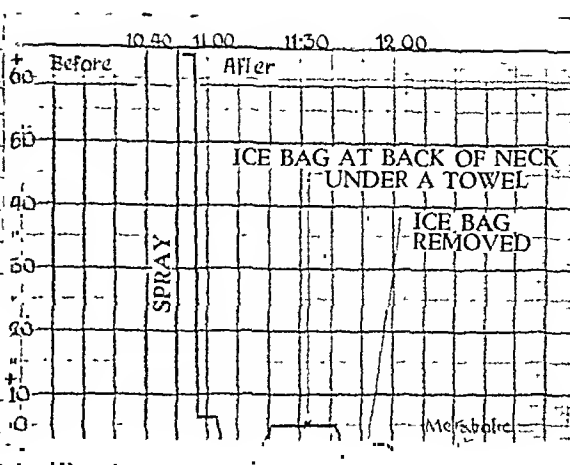 10.40 11.00 11.30 12.00
Before After
60
50
ICE BAG AT BACK OF NECK
UNDER A TOWEL
40
ICE BAG
REMOVED
SPRAY
30
20
+
10
0
Metabolic